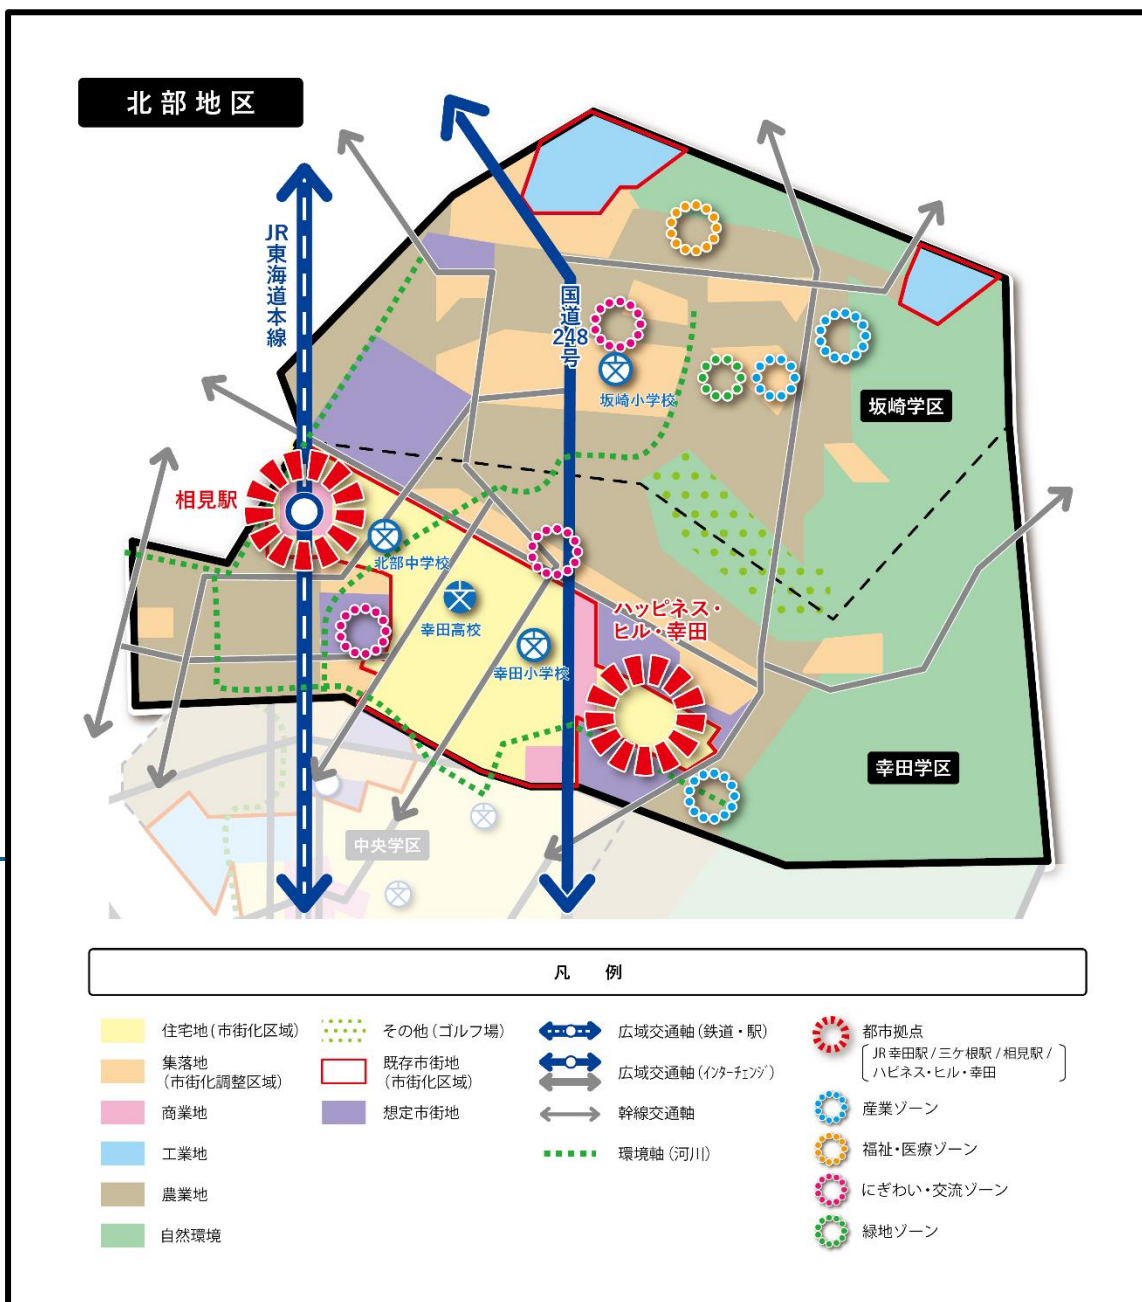 北部地区
JR東海道本線
国道248号
坂崎小学校
坂崎学区
相見駅
北部中学校
幸田高校
幸田小学校
ハッピネス・
ヒル・幸田
幸田学区
中央学区
凡 例
住宅地(市街化区域)
集落地
(市街化調整区域)
商業地
工業地
農業地
自然環境
その他(ゴルフ場)
既存市街地
(市街化区域)
想定市街地
広域交通軸(鉄道・駅)
広域交通軸(インターチェンジ)
幹線交通軸
環境軸(河川)
都市拠点
JR幸田駅/三ケ根駅/相見駅/
ハピネス・ヒル・幸田
産業ゾーン
福祉・医療ゾーン
にぎわい・交流ゾーン
緑地ゾーン